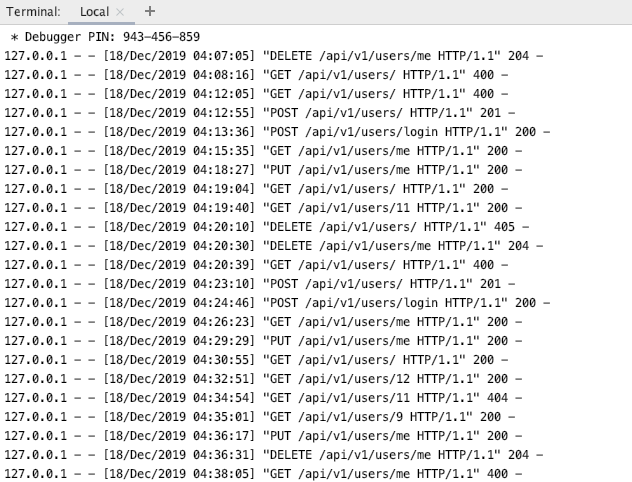 Terminal: Local × +
* Debugger PIN: 943-456-859
127.0.0.1 - - [18/Dec/2019 04:07:05] "DELETE /api/v1/users/me HTTP/1.1" 204 -
127.0.0.1 - - [18/Dec/2019 04:08:16] "GET /api/v1/users/ HTTP/1.1" 400 -
127.0.0.1 - - [18/Dec/2019 04:12:05] "GET /api/v1/users/ HTTP/1.1" 400 -
127.0.0.1 - - [18/Dec/2019 04:12:55] "POST /api/v1/users/ HTTP/1.1" 201 -
127.0.0.1 - - [18/Dec/2019 04:13:36] "POST /api/v1/users/login HTTP/1.1" 200 -
127.0.0.1 - - [18/Dec/2019 04:15:35] "GET /api/v1/users/me HTTP/1.1" 200 -
127.0.0.1 - - [18/Dec/2019 04:18:27] "PUT /api/v1/users/me HTTP/1.1" 200 -
127.0.0.1 - - [18/Dec/2019 04:19:04] "GET /api/v1/users/ HTTP/1.1" 200 -
127.0.0.1 - - [18/Dec/2019 04:19:40] "GET /api/v1/users/11 HTTP/1.1" 200 -
127.0.0.1 - - [18/Dec/2019 04:20:10] "DELETE /api/v1/users/ HTTP/1.1" 405 -
127.0.0.1 - - [18/Dec/2019 04:20:30] "DELETE /api/v1/users/me HTTP/1.1" 204 -
127.0.0.1 - - [18/Dec/2019 04:20:39] "GET /api/v1/users/ HTTP/1.1" 400 -
127.0.0.1 - - [18/Dec/2019 04:23:10] "POST /api/v1/users/ HTTP/1.1" 201 -
127.0.0.1 - - [18/Dec/2019 04:24:46] "POST /api/v1/users/login HTTP/1.1" 200 -
127.0.0.1 - - [18/Dec/2019 04:26:23] "GET /api/v1/users/me HTTP/1.1" 200 -
127.0.0.1 - - [18/Dec/2019 04:29:29] "PUT /api/v1/users/me HTTP/1.1" 200 -
127.0.0.1 - - [18/Dec/2019 04:30:55] "GET /api/v1/users/ HTTP/1.1" 200 -
127.0.0.1 - - [18/Dec/2019 04:32:51] "GET /api/v1/users/12 HTTP/1.1" 200 -
127.0.0.1 - - [18/Dec/2019 04:34:54] "GET /api/v1/users/11 HTTP/1.1" 404 -
127.0.0.1 - - [18/Dec/2019 04:35:01] "GET /api/v1/users/9 HTTP/1.1" 200 -
127.0.0.1 - - [18/Dec/2019 04:36:17] "PUT /api/v1/users/me HTTP/1.1" 200 -
127.0.0.1 - - [18/Dec/2019 04:36:31] "DELETE /api/v1/users/me HTTP/1.1" 204 -
127.0.0.1 - - [18/Dec/2019 04:38:05] "GET /api/v1/users/me HTTP/1.1" 400 -